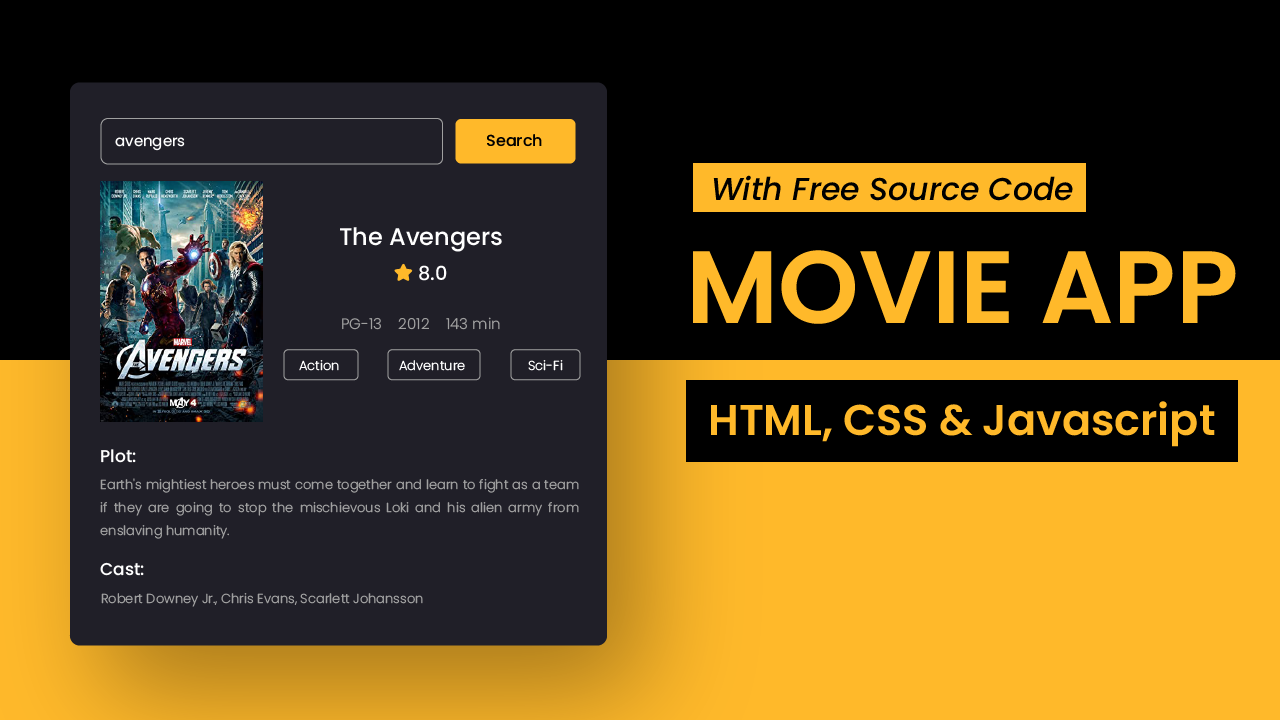 avengers
Search
MARVEL
AVENGERS
MAY 4
The Avengers
8.0
PG-13 2012 143 min
Action Adventure Sci-Fi
Plot:
Earth's mightiest heroes must come together and learn to fight as a team
if they are going to stop the mischievous Loki and his alien army from
enslaving humanity.
Cast:
Robert Downey Jr., Chris Evans, Scarlett Johansson
With Free Source Code
MOVIE APP
HTML, CSS & Javascript